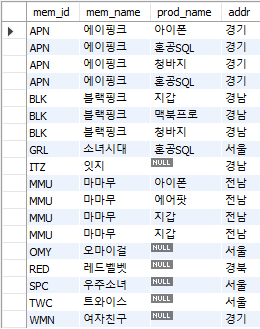 mem_id mem_name prod_name addr
APN 에이핑크 아이폰 경기
APN 에이핑크 혼공SQL 경기
APN 에이핑크 청바지 경기
APN 에이핑크 혼공SQL 경기
BLK 블랙핑크 지갑 경남
BLK 블랙핑크 맥북프로 경남
BLK 블랙핑크 청바지 경남
GRL 소녀시대 혼공SQL 서울
ITZ 잇지 NULL 경남
MMU 마마무 아이폰 전남
MMU 마마무 에어팟 전남
MMU 마마무 지갑 전남
MMU 마마무 지갑 전남
OMY 오마이걸 NULL 서울
RED 레드벨벳 NULL 경북
SPC 우주소녀 NULL 서울
TWC 트와이스 NULL 서울
WMN 여자친구 NULL 경기